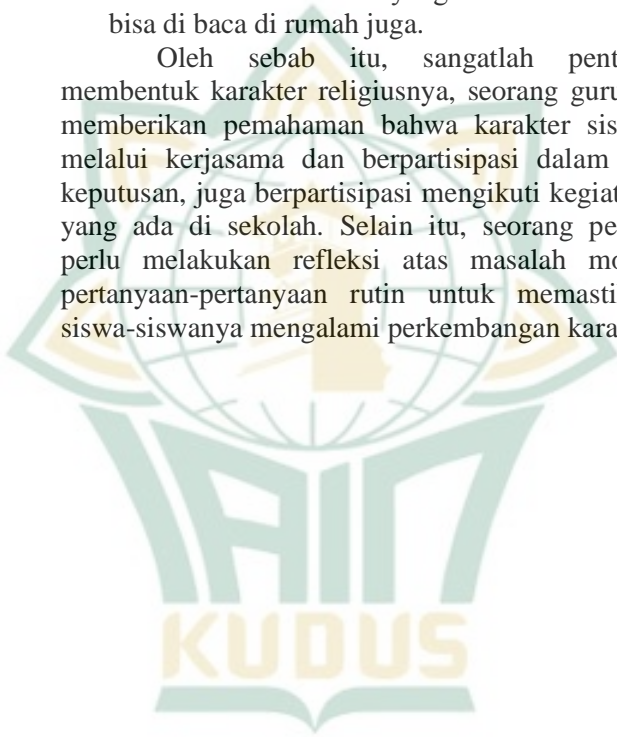 bisa di baca di rumah juga.
Oleh sebab itu, sangatlah
membentuk karakter religiusnya, seorang guru
memberikan pemahaman bahwa karakter
melalui kerjasama dan berpartisipasi dalam
keputusan, juga berpartisipasi mengikuti
yang ada di sekolah. Selain itu, seorang
perlu melakukan refleksi atas masalah
pertanyaan-pertanyaan rutin untuk
siswa-siswanya mengalami perkembangan
IAIN
KUDUS